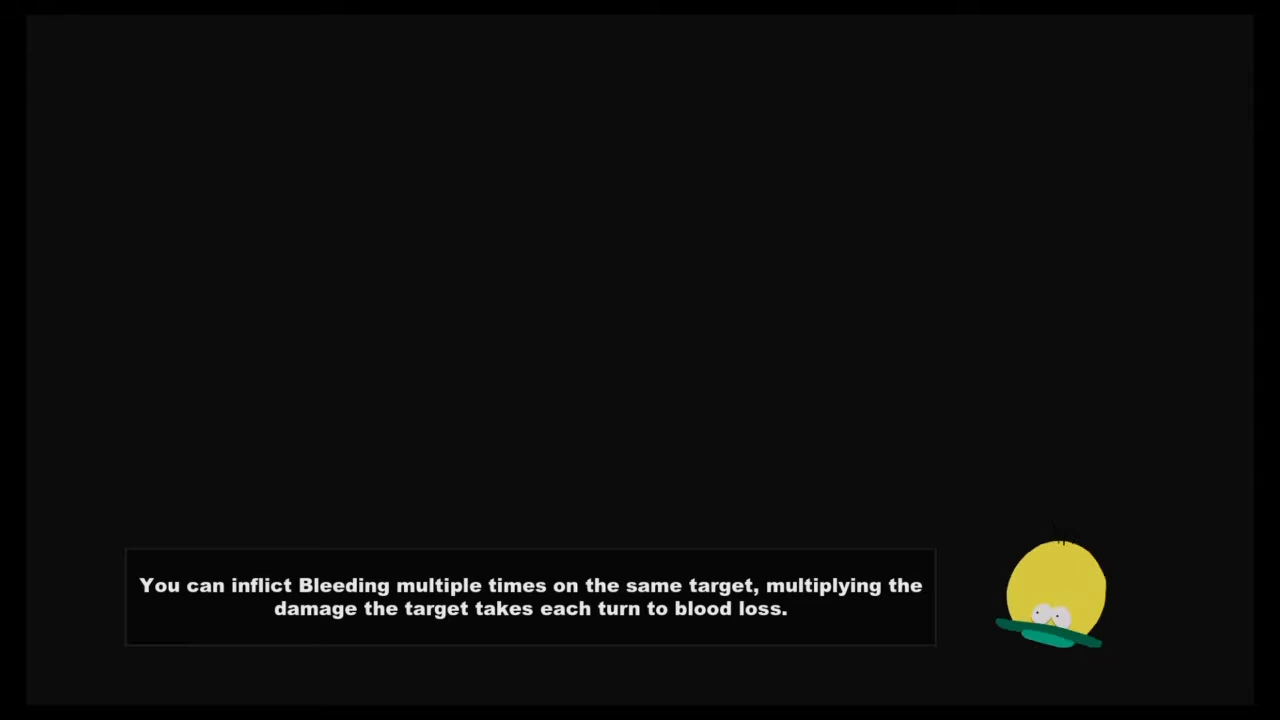 You can inflict Bleeding multiple times on the same target, multiplying the
damage the target takes each turn to blood loss.